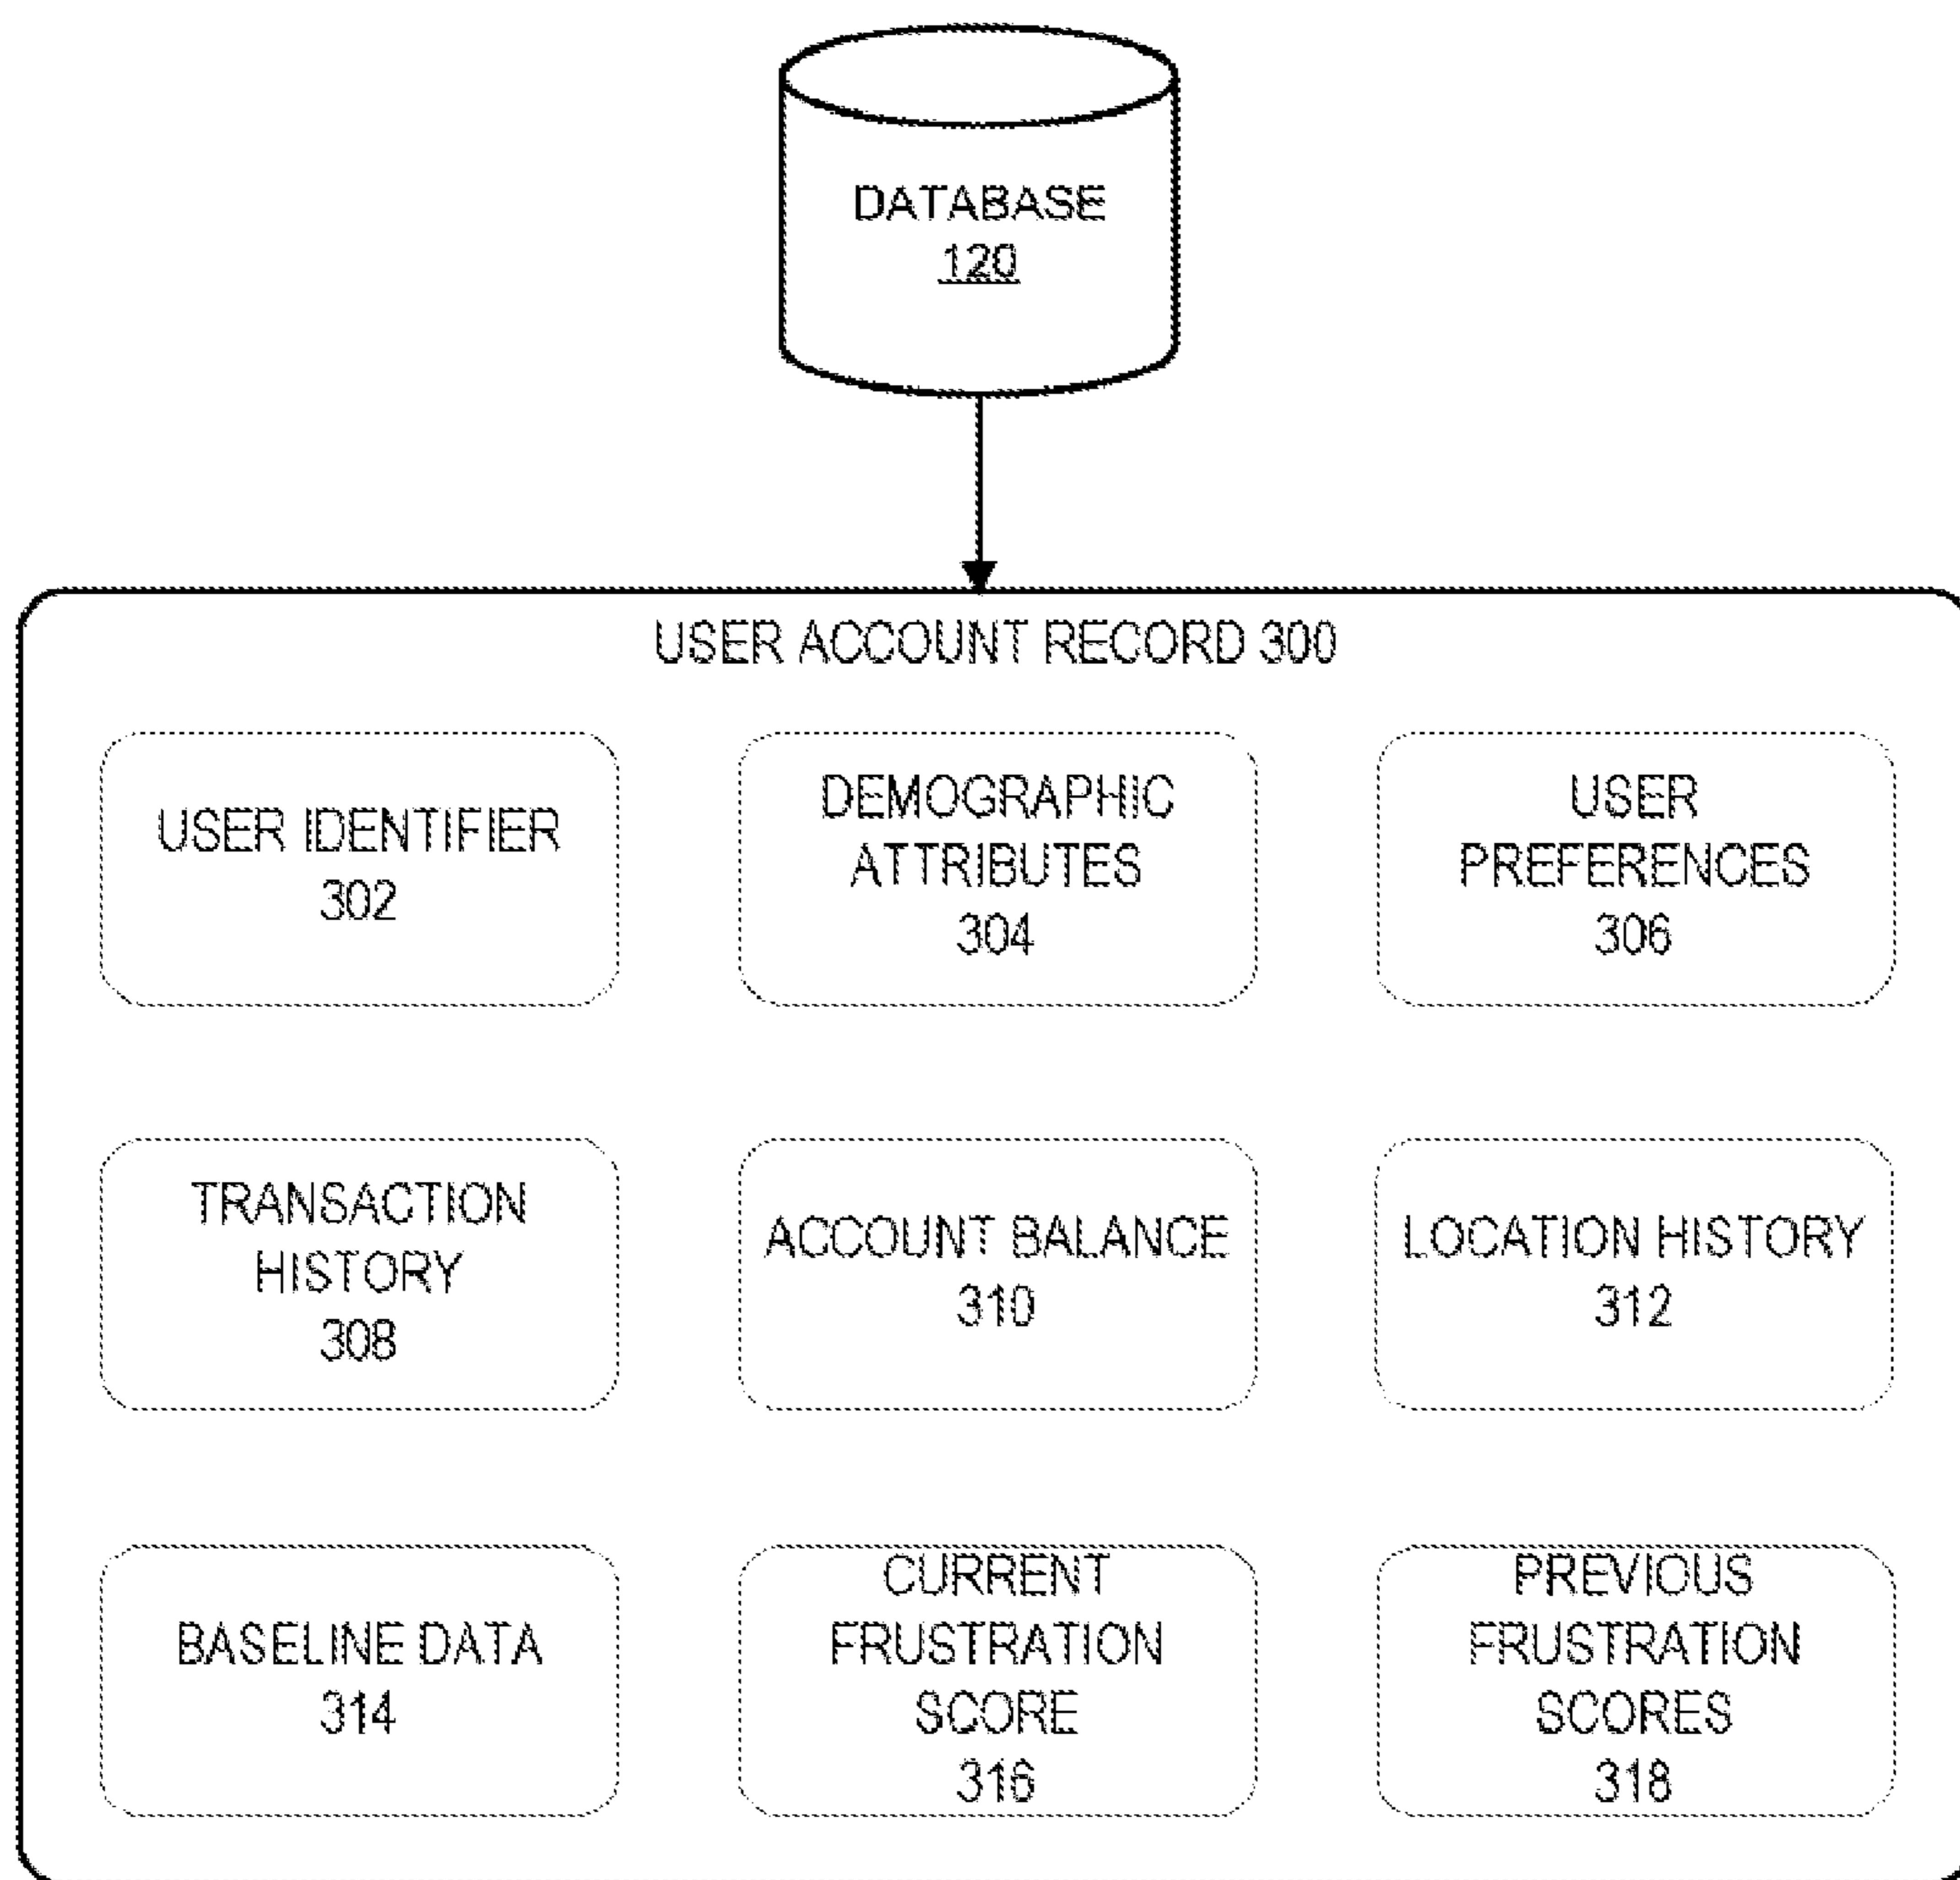 DATABASE
120
USER ACCOUNT RECORD 300
USER IDENTIFIER
302
DEMOGRAPHIC
ATTRIBUTES
304
USER
PREFERENCES
306
TRANSACTION
HISTORY
308
ACCOUNT BALANCE
310
LOCATION HISTORY
312
BASELINE DATA
314
CURRENT
FRUSTRATION
SCORE
316
PREVIOUS
FRUSTRATION
SCORES
318